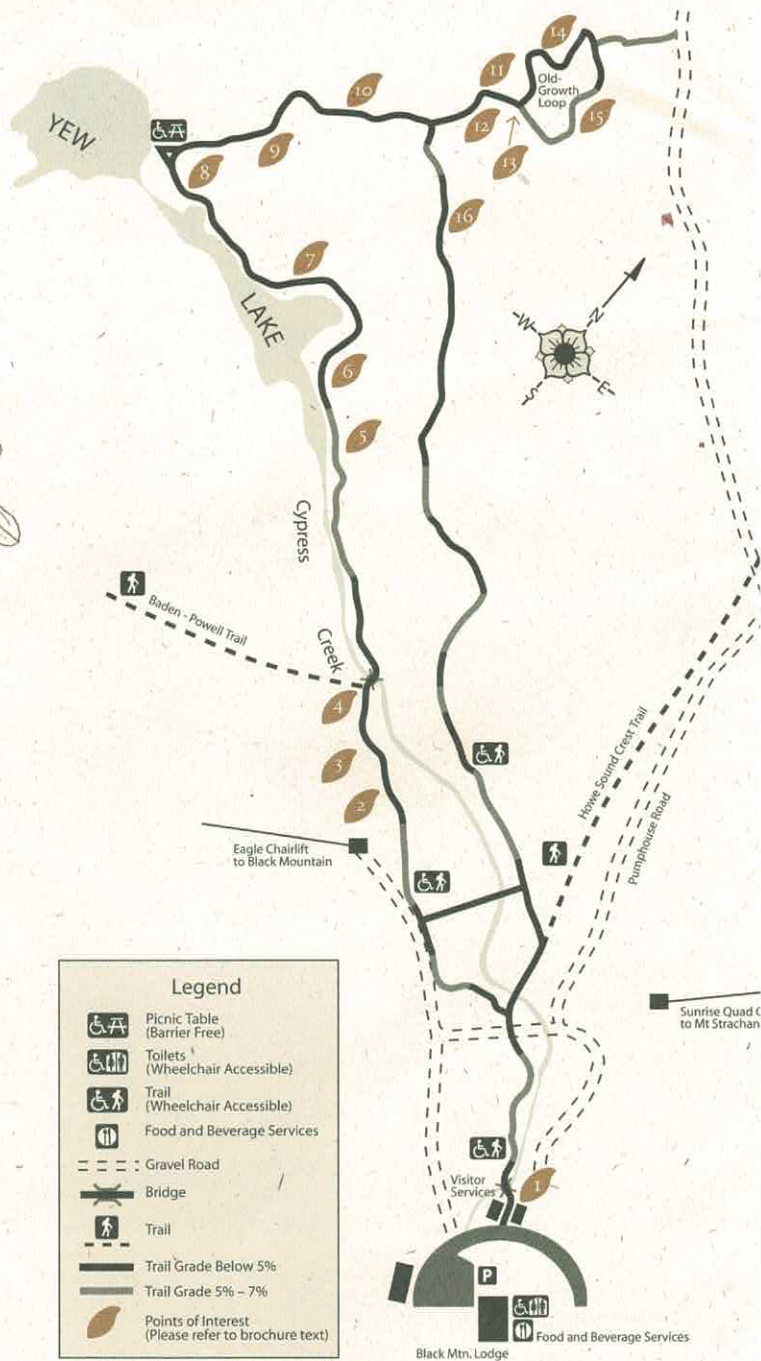 14
11
Old-
Growth
Loop
10
12
15
YEW
9
13
8
16
7
N
W
LAKE
S
E
6
5
Cypress
Baden - Powell Trail
Creek
4
3
Howe Sound Crest Trail
2
Eagle Chairlift
to Black Mountain
Pumphouse Road
Legend
Picnic Table
(Barrier Free)
Toilets
(Wheelchair Accessible)
Trail
(Wheelchair Accessible)
Food and Beverage Services
Gravel Road
Bridge
Trail
Trail Grade Below 5%
Trail Grade 5% – 7%
Points of Interest
(Please refer to brochure text)
Sunrise Quad C
to Mt Strachan
Visitor
Services
1
P
Food and Beverage Services
Black Mtn. Lodge